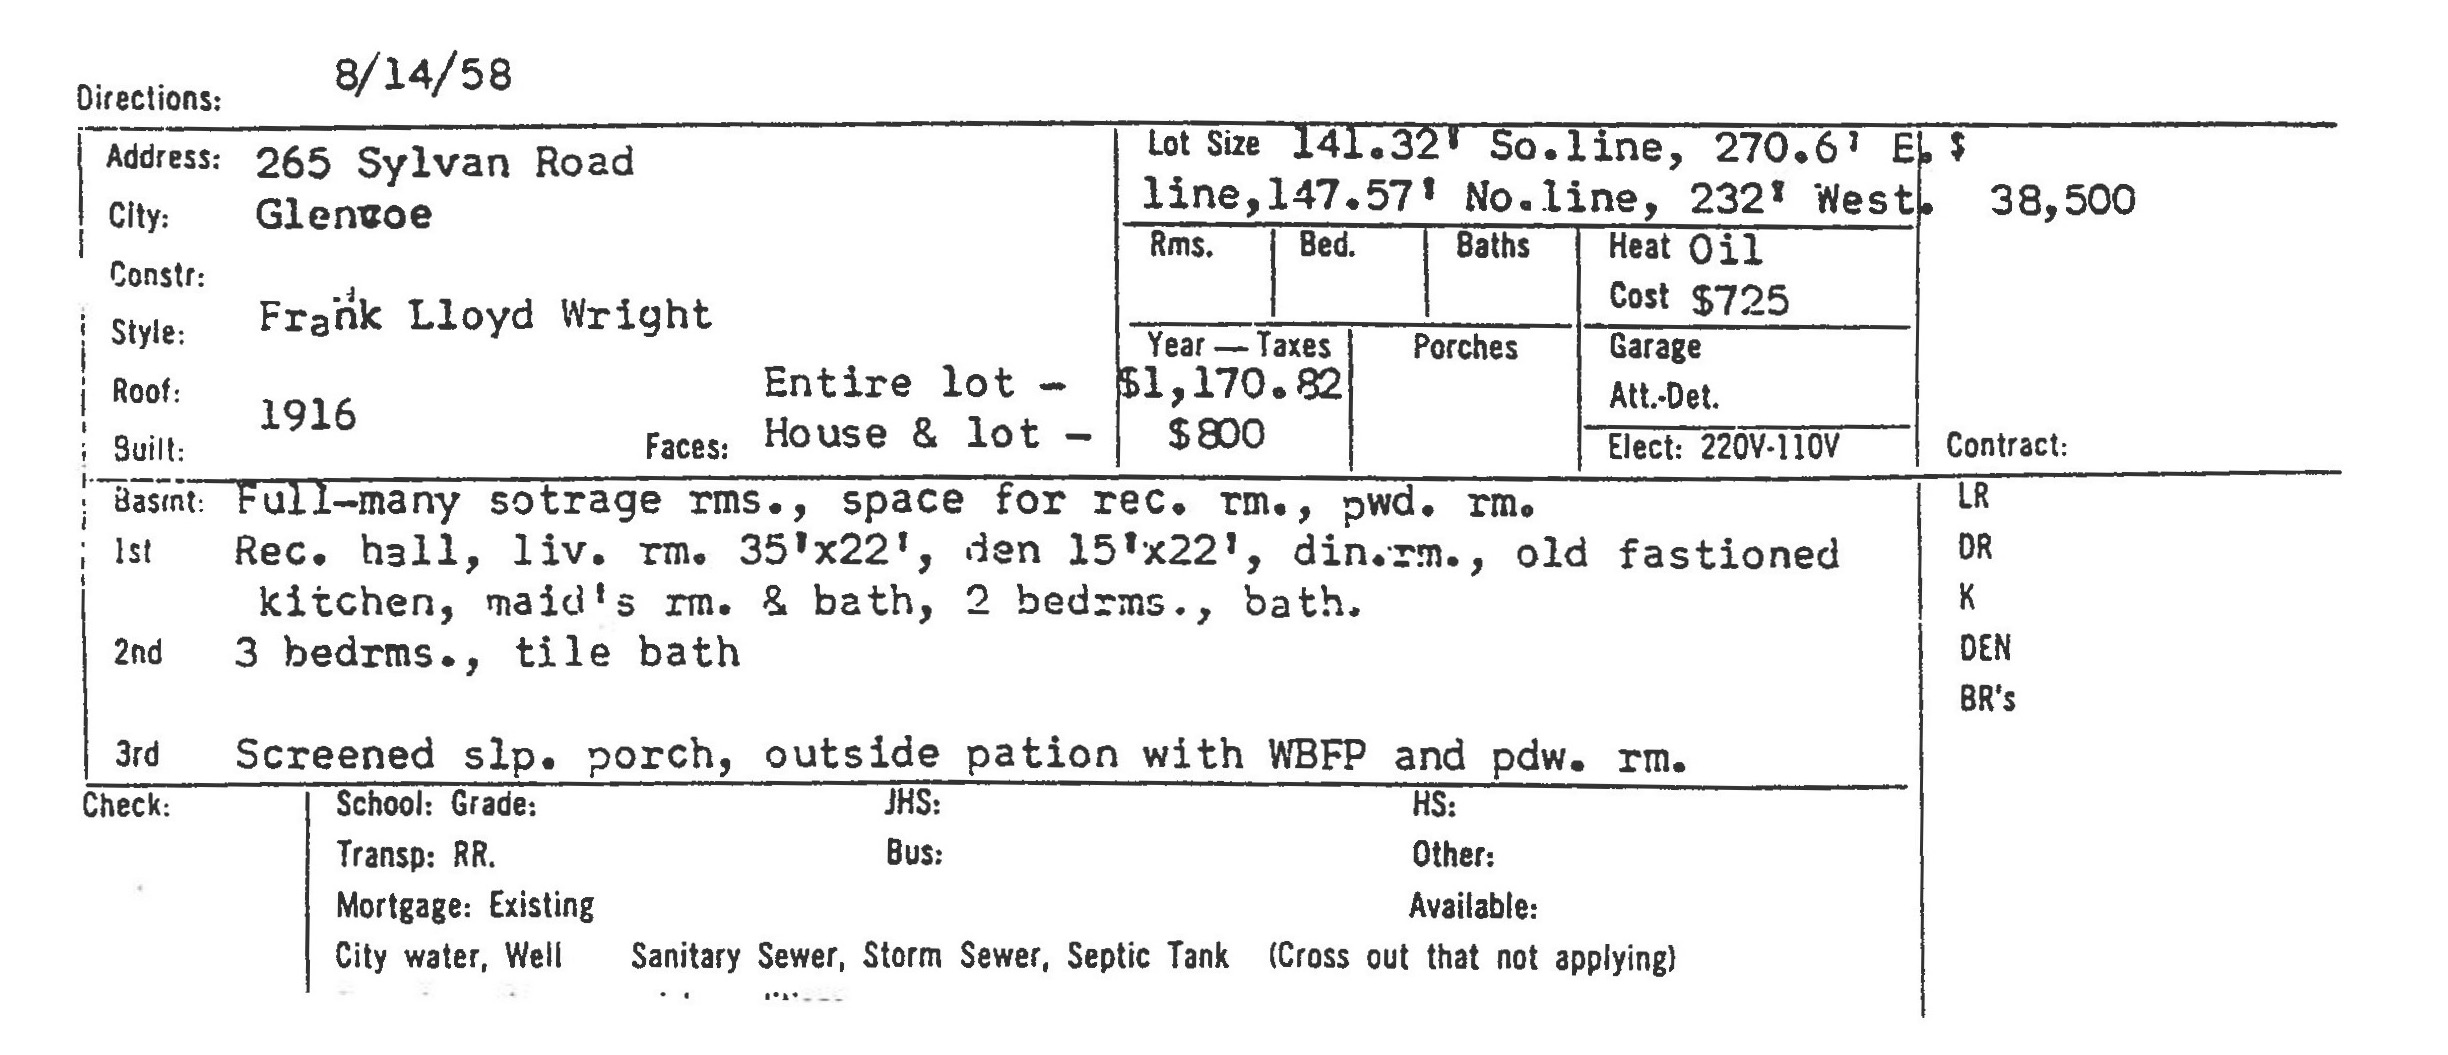 8/14/58
Directions:
Address: 265 Sylvan Road
City: Glencoe
Constr:
Style: Frank Lloyd Wright
Roof:
Built: 1916
Faces:
Lot Size 141.32' So.line, 270.6' E.
line,147.57' No.line, 232' West.
$
38,500
Rms. Bed. Baths
Heat Oil
Cost $725
Year — Taxes Porches
Entire lot - $1,170.82
House & lot - $800
Garage
Att.-Det.
Elect: 220V-110V
Contract:
Basmt: Full-many sotrage rms., space for rec. rm., pwd. rm.
1st Rec. hall, liv. rm. 35'x22', den 15'x22', din.rm., old fastioned
kitchen, maid's rm. & bath, 2 bedrms., bath.
2nd 3 bedrms., tile bath
3rd Screened slp. porch, outside pation with WBFP and pdw. rm.
LR
DR
K
DEN
BR's
Check:
School: Grade: JHS: HS:
Transp: RR. Bus: Other:
Mortgage: Existing Available:
City water, Well Sanitary Sewer, Storm Sewer, Septic Tank (Cross out that not applying)